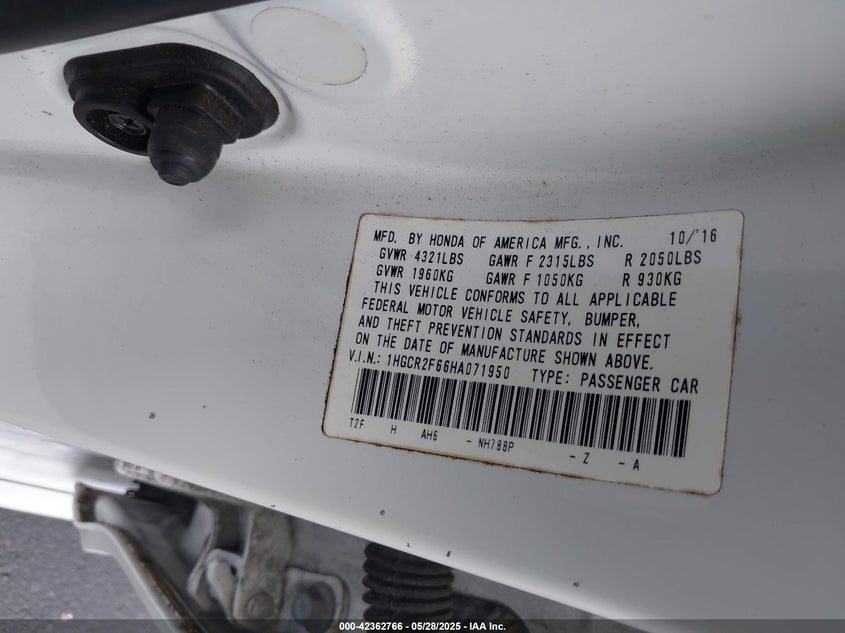 MFD. BY HONDA OF AMERICA MFG., INC. 10/'16
GVWR 4321LBS GAWR F 2315LBS R 2050LBS
GVWR 1960KG GAWR F 1050KG R 930KG
THIS VEHICLE CONFORMS TO ALL APPLICABLE
FEDERAL MOTOR VEHICLE SAFETY, BUMPER,
AND THEFT PREVENTION STANDARDS IN EFFECT
ON THE DATE OF MANUFACTURE SHOWN ABOVE.
V.I.N.: 1HGCR2F66HA071950 TYPE: PASSENGER CAR
T2F H AH6 - NH788P - Z - A
000-42362766 - 05/28/2025 - IAA Inc.